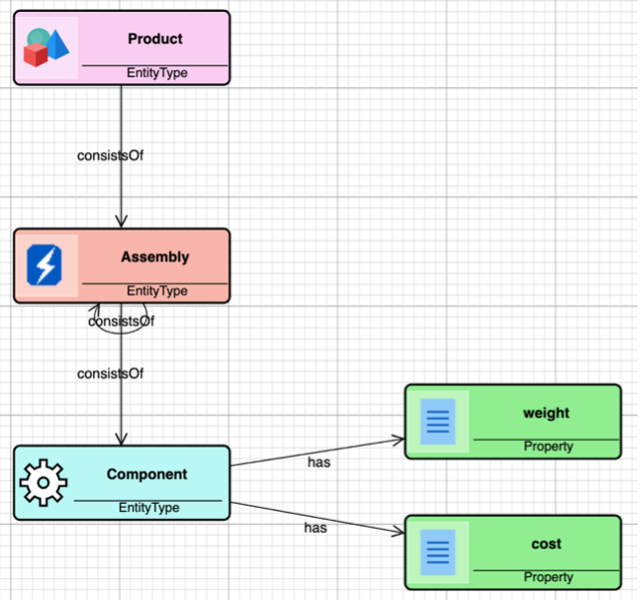 Product
EntityType
consistsOf
Assembly
EntityType
consistsOf
consistsOf
Component
EntityType
has
has
weight
Property
cost
Property